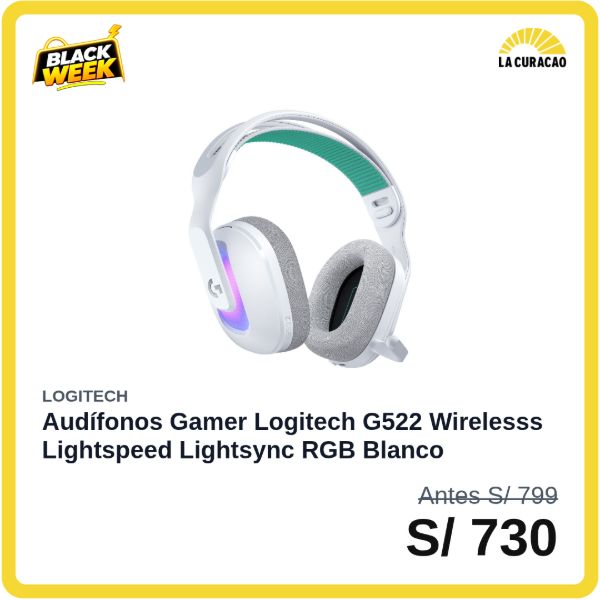 BLACK
WEEK
LA CURACAO
LOGITECH
Audífonos Gamer Logitech G522 Wirelesss
Lightspeed Lightsync RGB Blanco
Antes S/ 799
S/ 730